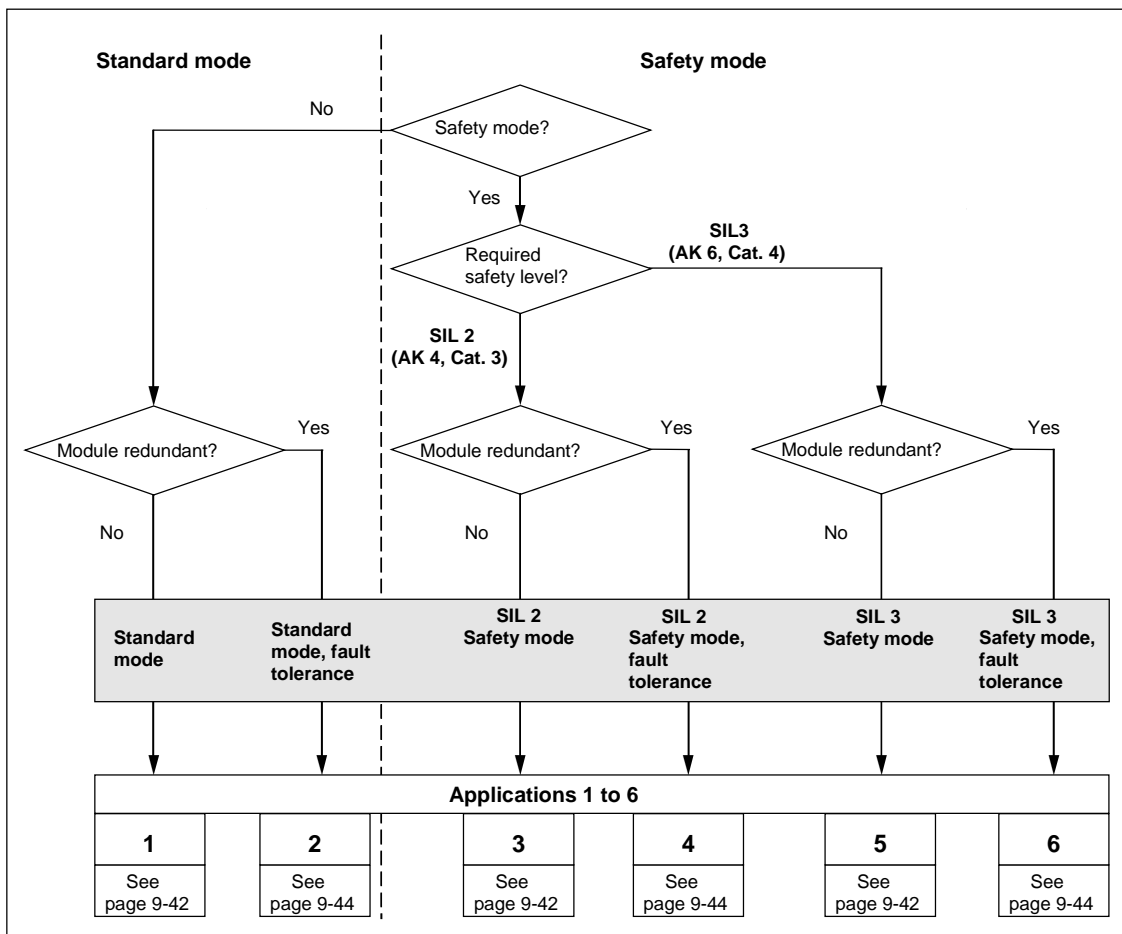 Standard mode
Safety mode
No
Safety mode?
Yes
Required
safety level?
SIL3
(AK 6, Cat. 4)
SIL 2
(AK 4, Cat. 3)
Module redundant?
Yes
No
Module redundant?
Yes
No
Module redundant?
Yes
No
Standard
mode
Standard
mode, fault
tolerance
SIL 2
Safety mode
SIL 2
Safety mode,
fault
tolerance
SIL 3
Safety mode
SIL 3
Safety mode,
fault
tolerance
Applications 1 to 6
1
See
page 9-42
2
See
page 9-44
3
See
page 9-42
4
See
page 9-44
5
See
page 9-42
6
See
page 9-44